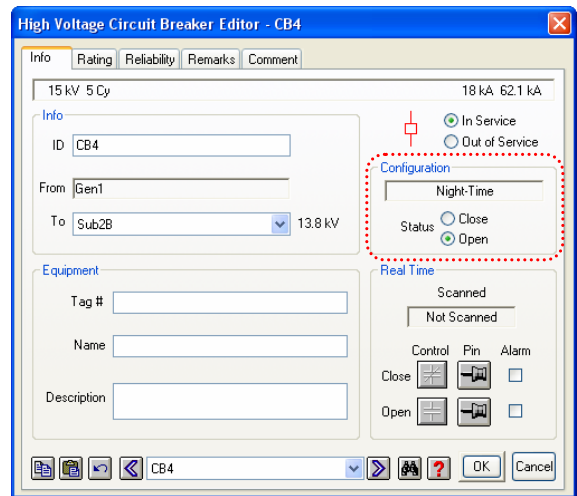 High Voltage Circuit Breaker Editor - CB4
Info Rating Reliability Remarks Comment
15 kV 5 Cy 18 kA 62.1 kA
Info
ID CB4
From Gen1
To Sub2B 13.8 kV
In Service
Out of Service
Configuration
Night-Time
Status Close
Open
Equipment
Tag #
Name
Description
Real Time
Scanned
Not Scanned
Control Pin Alarm
Close
Open
CB4 ? OK Cancel